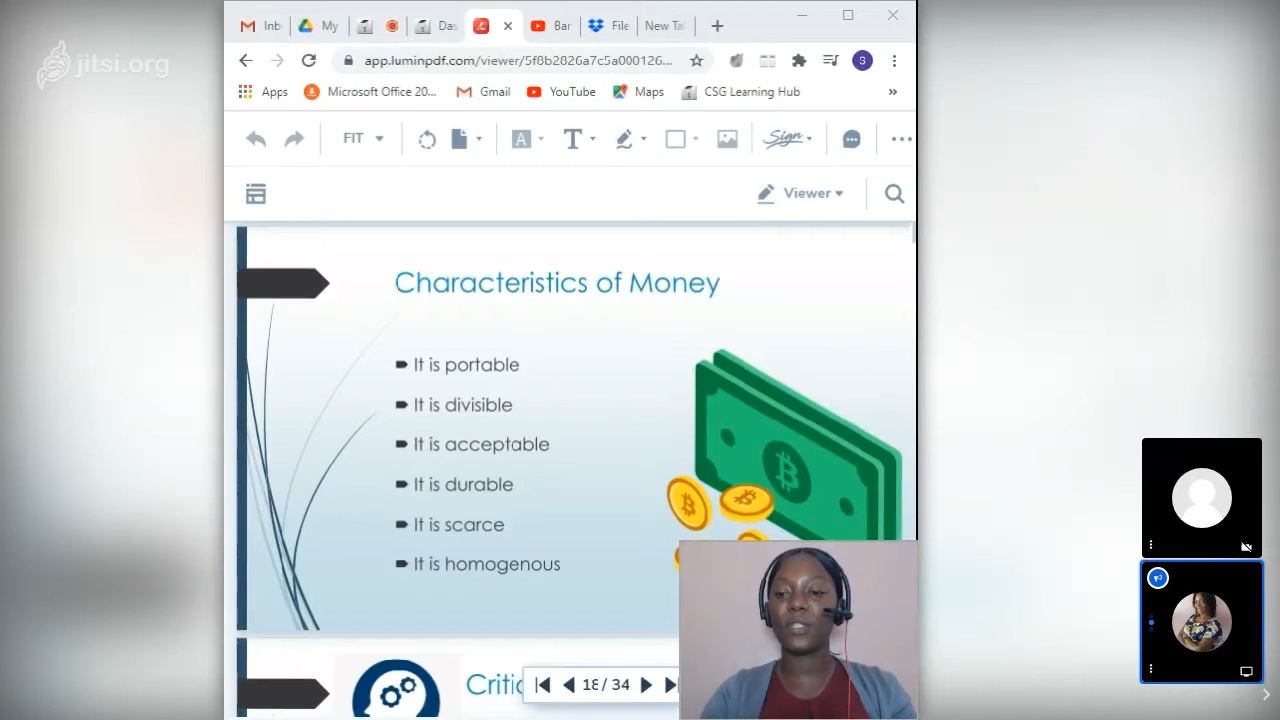 jitsi.org
Inb
My
Das
Bar
File
New Ta
app.luminpdf.com/viewer/5f8b2826a7c5a000126...
S
Apps
Microsoft Office 20...
Gmail
YouTube
Maps
CSG Learning Hub
»
FIT
A
T
Sign
Viewer
Characteristics of Money
It is portable
It is divisible
It is acceptable
It is durable
It is scarce
It is homogenous
Critic
18 / 34